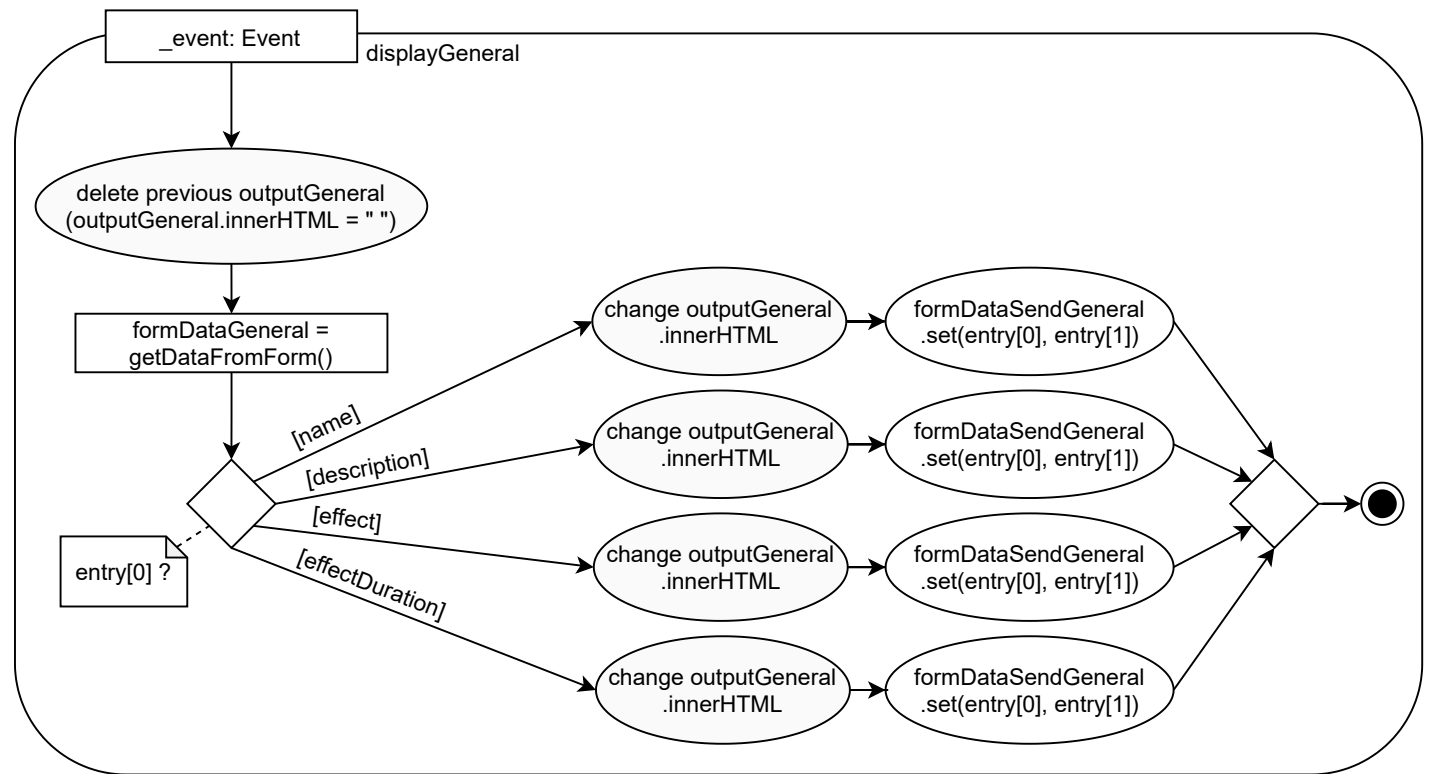 _event: Event
displayGeneral
delete previous outputGeneral
(outputGeneral.innerHTML = " ")
formDataGeneral =
getDataFromForm()
entry[0] ?
[name]
[description]
[effect]
[effectDuration]
change outputGeneral
.innerHTML
formDataSendGeneral
.set(entry[0], entry[1])
change outputGeneral
.innerHTML
formDataSendGeneral
.set(entry[0], entry[1])
change outputGeneral
.innerHTML
formDataSendGeneral
.set(entry[0], entry[1])
change outputGeneral
.innerHTML
formDataSendGeneral
.set(entry[0], entry[1])